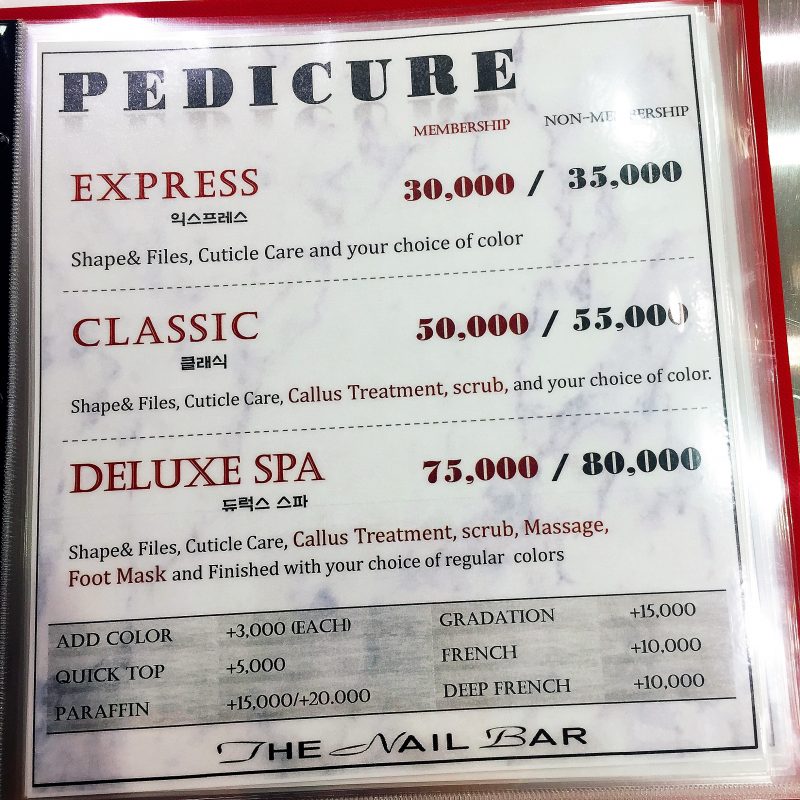 PEDICURE
MEMBERSHIP NON-MEMBERSHIP
EXPRESS 30,000 / 35,000
익스프레스
Shape& Files, Cuticle Care and your choice of color
CLASSIC 50,000 / 55,000
클래식
Shape& Files, Cuticle Care, Callus Treatment, scrub, and your choice of color.
DELUXE SPA 75,000 / 80,000
듀럭스 스파
Shape& Files, Cuticle Care, Callus Treatment, scrub, Massage,
Foot Mask and Finished with your choice of regular colors
ADD COLOR +3,000 (EACH) GRADATION +15,000
QUICK TOP +5,000 FRENCH +10,000
PARAFFIN +15,000/+20.000 DEEP FRENCH +10,000
THE NAIL BAR